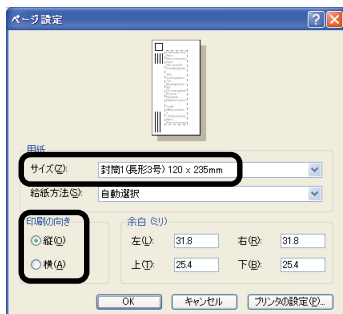 ページ設定
用紙
サイズ(Z): 封筒1(長形3号) 120 x 235mm
給紙方法(S): 自動選択
印刷の向き 余白(ミリ)
縦(O) 左(L): 31.8 右(R): 31.8
横(A) 上(T): 25.4 下(B): 25.4
OK キャンセル プリンタの設定(P)...